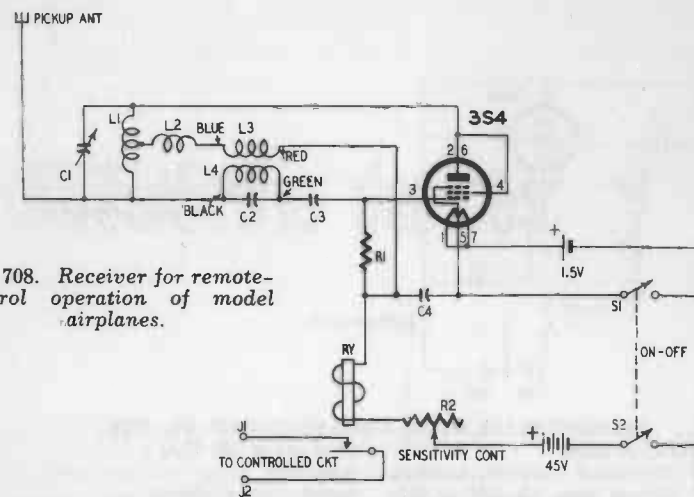 PICKUP ANT
3S4
L1
L2
BLUE
L3
2 6
RED
L4
C1
GREEN
3
4
BLACK
C2
C3
1
5
7
+
R1
1.5V
708. Receiver for remote-
rol operation of model
airplanes.
C4
S1
RY
ON-OFF
R2
J1
+
S2
TO CONTROLLED CKT
SENSITIVITY CONT
45V
J2